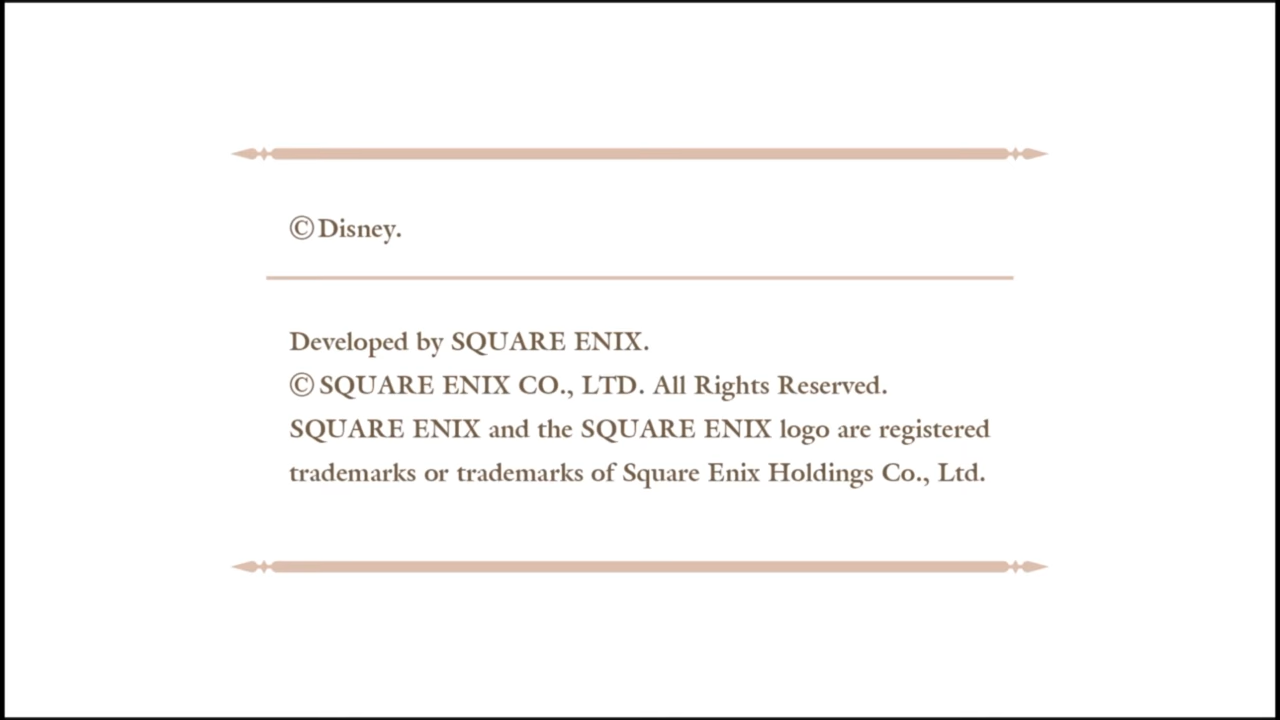 © Disney.
Developed by SQUARE ENIX.
© SQUARE ENIX CO., LTD. All Rights Reserved.
SQUARE ENIX and the SQUARE ENIX logo are registered
trademarks or trademarks of Square Enix Holdings Co., Ltd.